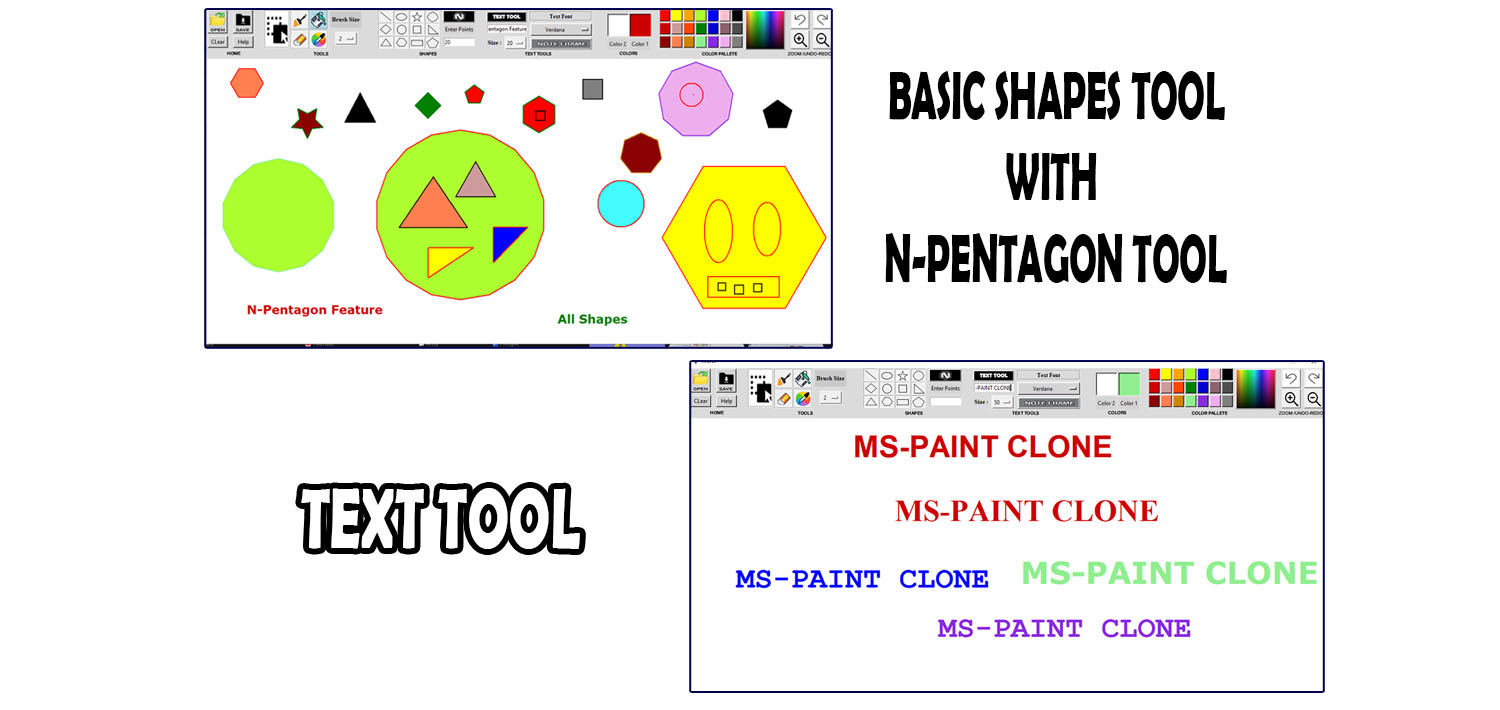 Brush Size
N
Enter Points
20
TEXT TOOL
entagon Feature
Size : 20
Text Font
Verdana
NOTE FRAME
Color 2 Color 1
OPEN SAVE
CLear Help
2
HOME TOOLS SHAPES TEXT TOOLS COLORS COLOR PALLETE ZOOM /UNDO-REDO
N-Pentagon Feature
All Shapes
BASIC SHAPES TOOL
WITH
N-PENTAGON TOOL
Brush Size
N
Enter Points
TEXT TOOL
-PAINT CLONE
Size : 50
Text Font
Verdana
NOTE FRAME
Color 2 Color 1
OPEN SAVE
CLear Help
2
HOME TOOLS SHAPES TEXT TOOLS COLORS COLOR PALLETE ZOOM /UNDO-REDO
MS-PAINT CLONE
MS-PAINT CLONE
MS-PAINT CLONE
MS-PAINT CLONE
MS-PAINT CLONE
TEXT TOOL